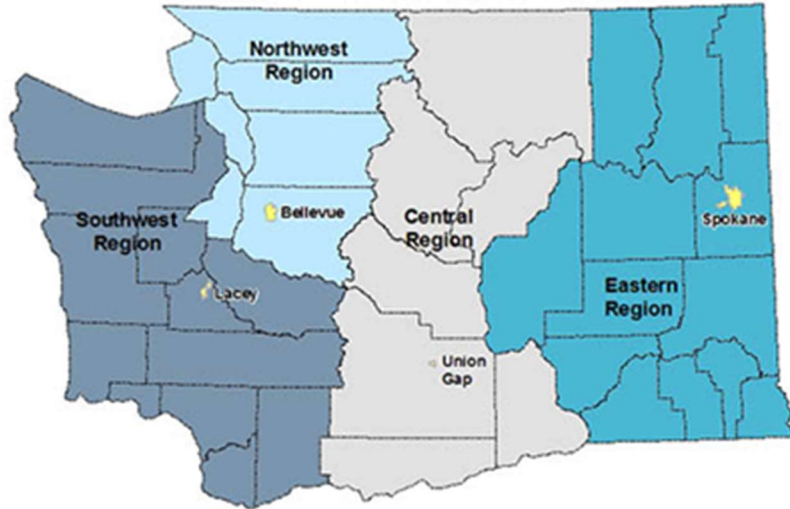 Northwest
Region
Bellevue
Spokane
Southwest
Region
Central
Region
Lacey
Eastern
Region
Union
Gap